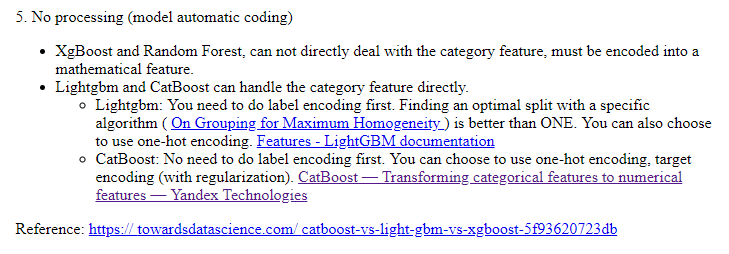 5. No processing (model automatic coding)
• XgBoost and Random Forest, can not directly deal with the category feature, must be encoded into a
mathematical feature.
• Lightgbm and CatBoost can handle the category feature directly.
◦ Lightgbm: You need to do label encoding first. Finding an optimal split with a specific
algorithm ( On Grouping for Maximum Homogeneity ) is better than ONE. You can also choose
to use one-hot encoding. Features - LightGBM documentation
◦ CatBoost: No need to do label encoding first. You can choose to use one-hot encoding, target
encoding (with regularization). CatBoost — Transforming categorical features to numerical
features — Yandex Technologies
Reference: https:// towardsdatascience.com/ catboost-vs-light-gbm-vs-xgboost-5f93620723db